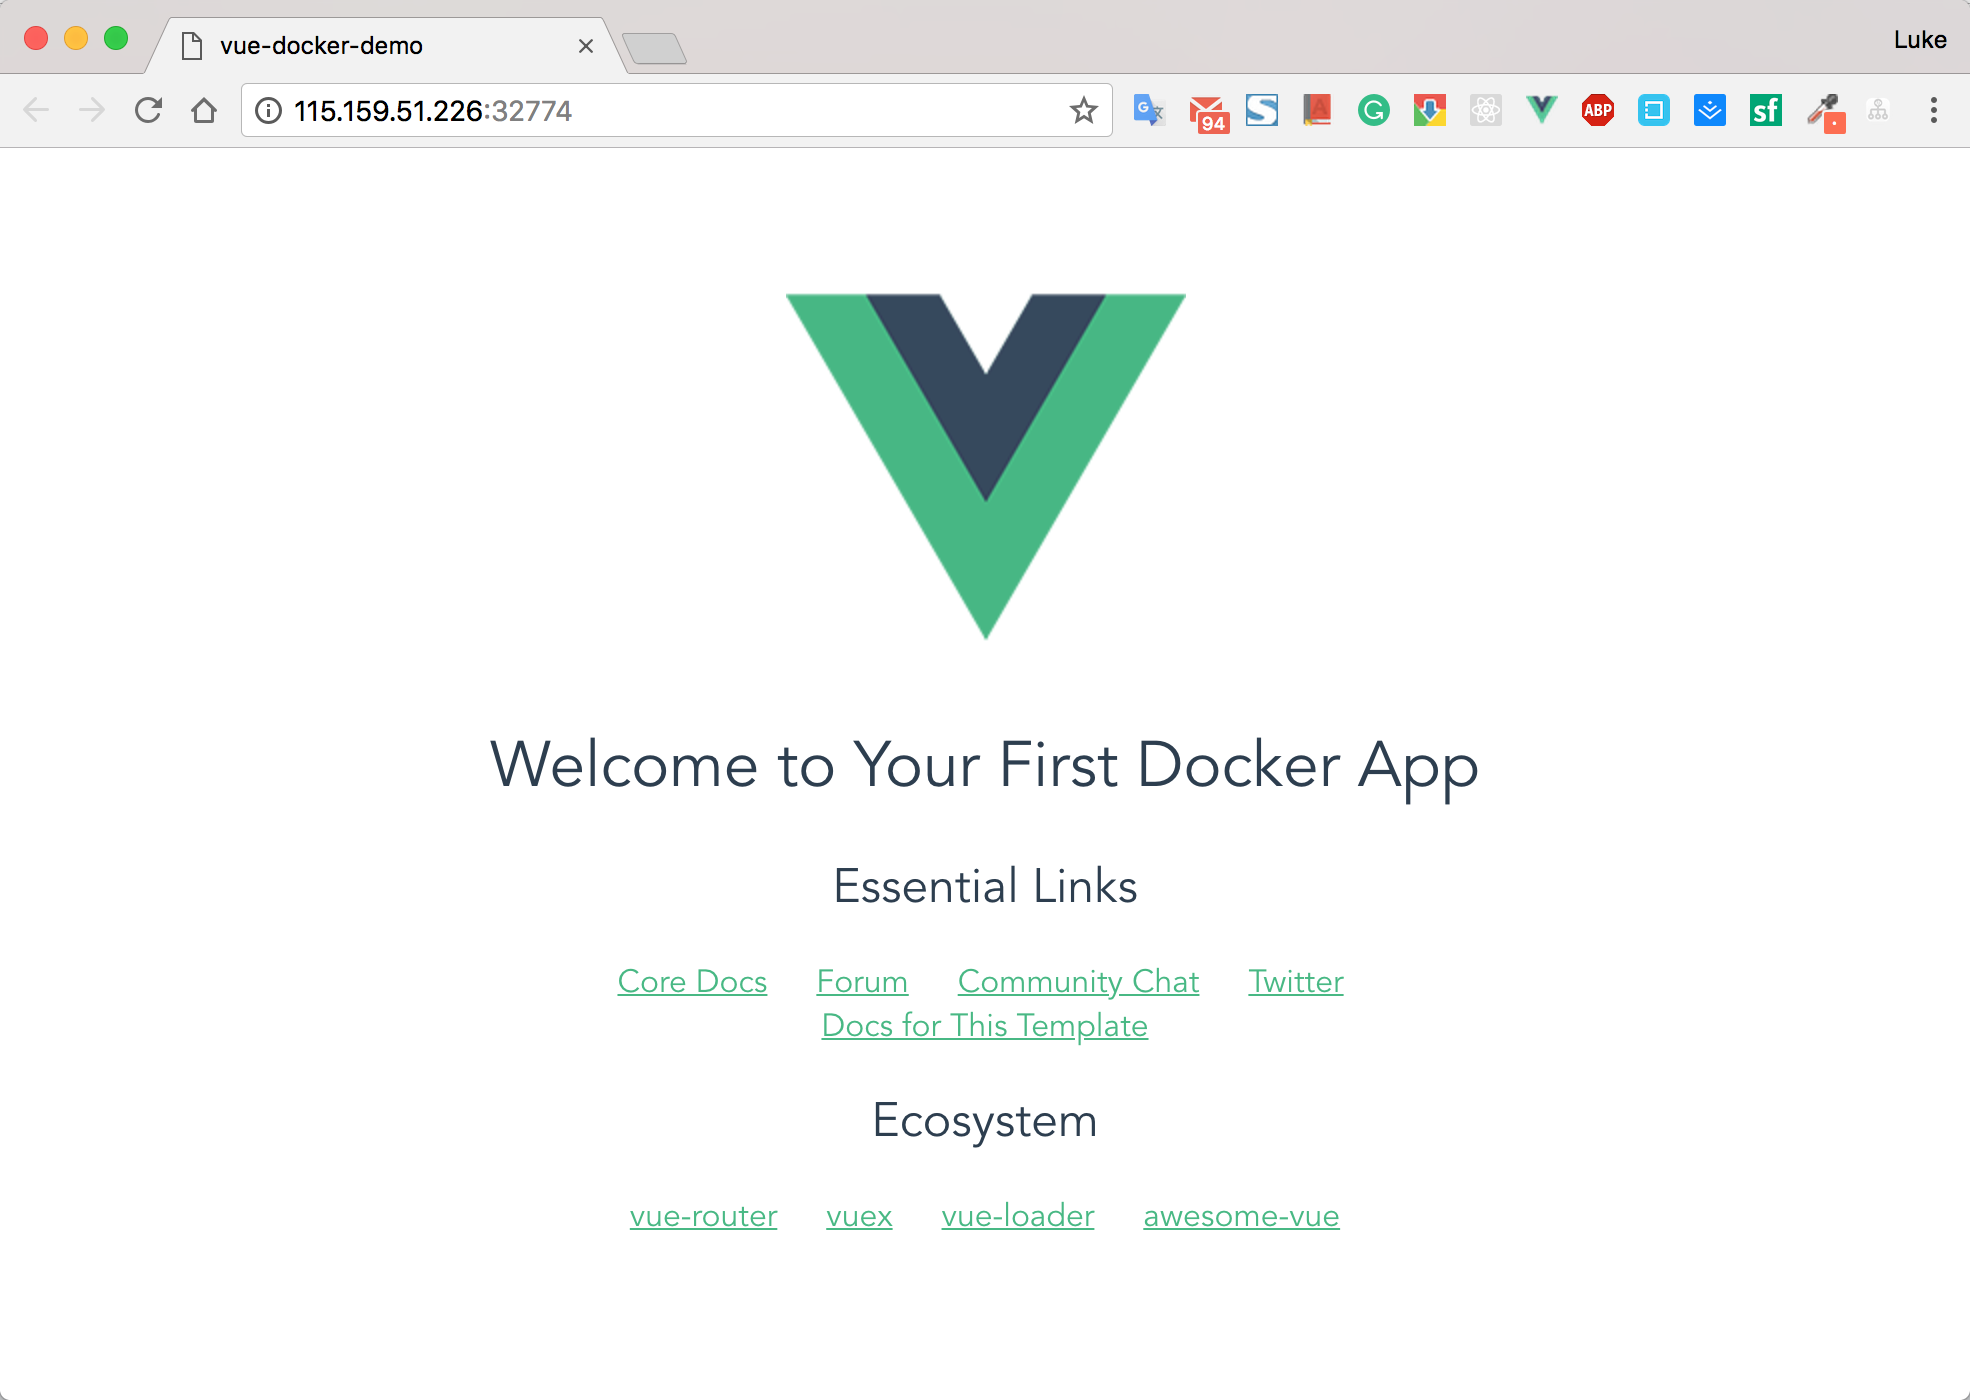 vue-docker-demo
Luke
115.159.51.226:32774
94
ABP
sf
Welcome to Your First Docker App
Essential Links
Core Docs Forum Community Chat Twitter
Docs for This Template
Ecosystem
vue-router vuex vue-loader awesome-vue